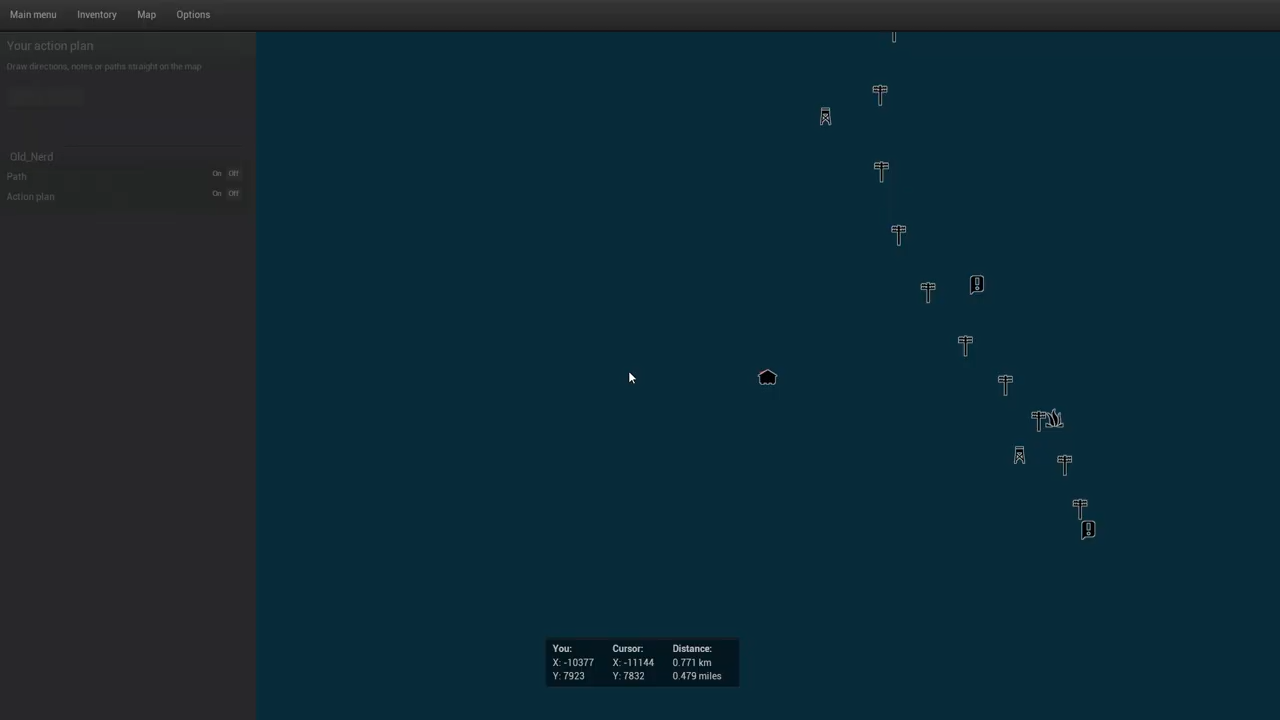 Main menu Inventory Map Options
Your action plan
Draw directions, notes or paths straight on the map
Old_Nerd
Path On Off
Action plan On Off
You: Cursor: Distance:
X: -10377 X: -11144 0.771 km
Y: 7923 Y: 7832 0.479 miles